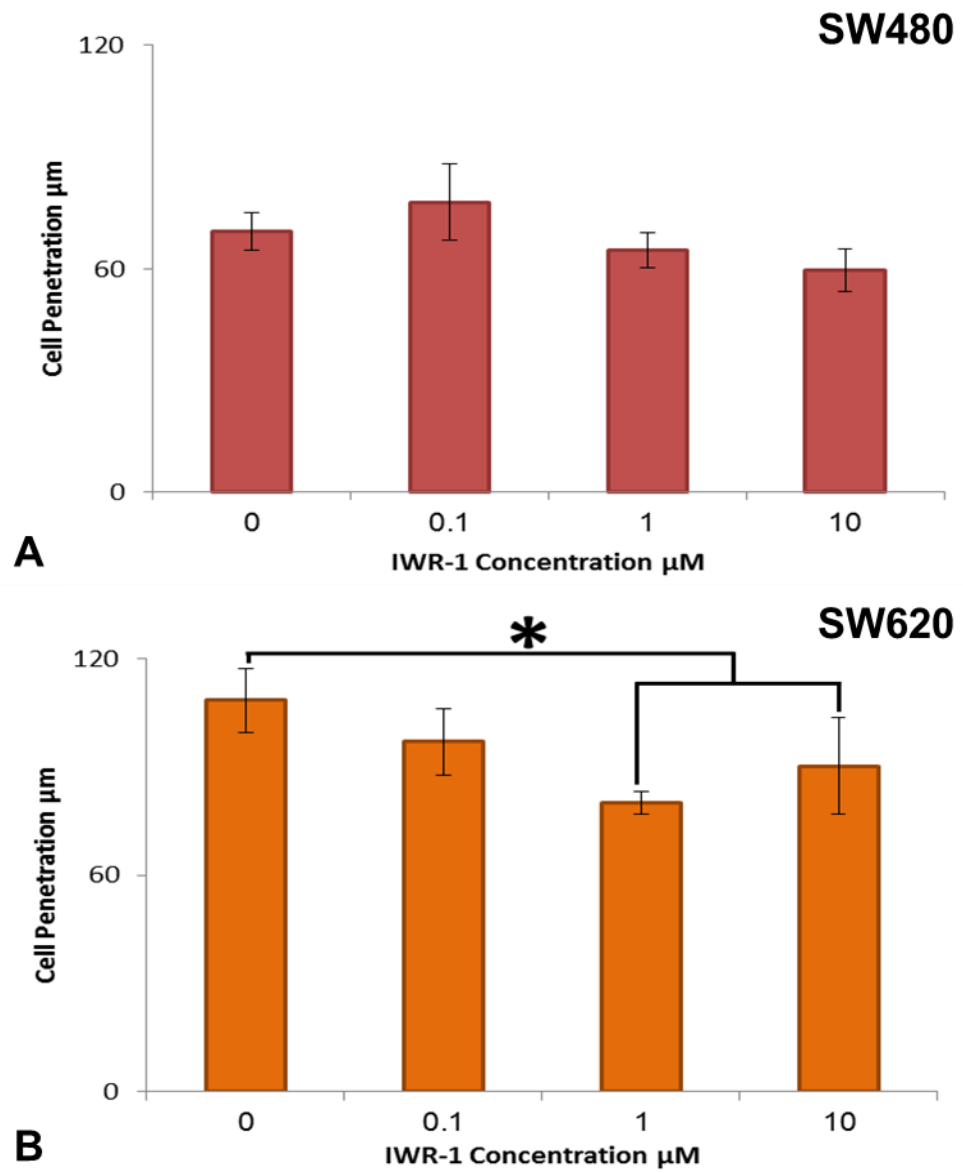 SW480
120
60
0
Cell Penetration µm
0 0.1 1 10
IWR-1 Concentration µM
A
SW620
*
120
60
0
Cell Penetration µm
0 0.1 1 10
IWR-1 Concentration µM
B